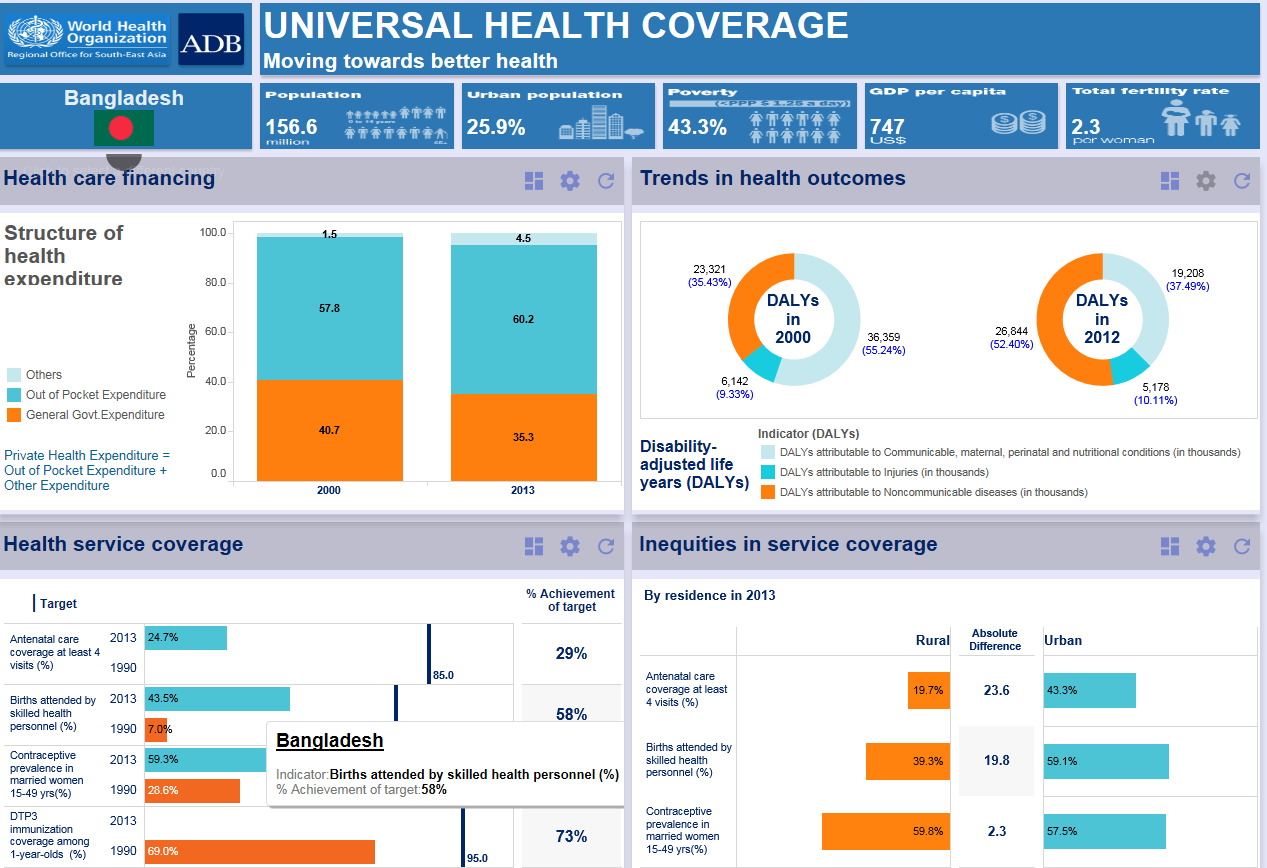 World Health
Organization
Regional Office for South-East Asia
ADB
UNIVERSAL HEALTH COVERAGE
Moving towards better health
Bangladesh
Population
156.6
million
Urban population
25.9%
Poverty
(<PPP $ 1.25 a day)
43.3%
GDP per capita
747
US$
Total fertility rate
2.3
per woman
Health care financing
Structure of
health
expenditure
Others
Out of Pocket Expenditure
General Govt.Expenditure
Private Health Expenditure =
Out of Pocket Expenditure +
Other Expenditure
Percentage
100.0
80.0
60.0
40.0
20.0
0.0
1.5
57.8
40.7
4.5
60.2
35.3
2000
2013
Trends in health outcomes
23,321
(35.43%)
DALYs
in
2000
36,359
(55.24%)
6,142
(9.33%)
26,844
(52.40%)
DALYs
in
2012
19,208
(37.49%)
5,178
(10.11%)
Disability-
adjusted life
years (DALYs)
Indicator (DALYs)
DALYs attributable to Communicable, maternal, perinatal and nutritional conditions (in thousands)
DALYs attributable to Injuries (in thousands)
DALYs attributable to Noncommunicable diseases (in thousands)
Health service coverage
Target
% Achievement
of target
Antenatal care
coverage at least 4
visits (%)
2013
24.7%
1990
85.0
29%
Births attended by
skilled health
personnel (%)
2013
43.5%
1990
7.0%
58%
Contraceptive
prevalence in
married women
15-49 yrs(%)
2013
59.3%
1990
28.6%
Bangladesh
Indicator:Births attended by skilled health personnel (%)
% Achievement of target:58%
DTP3
immunization
coverage among
1-year-olds (%)
2013
1990
69.0%
95.0
73%
Inequities in service coverage
By residence in 2013
Rural
Absolute
Difference
Urban
Antenatal care
coverage at least
4 visits (%)
19.7%
23.6
43.3%
Births attended by
skilled health
personnel (%)
39.3%
19.8
59.1%
Contraceptive
prevalence in
married women
15-49 yrs(%)
59.8%
2.3
57.5%